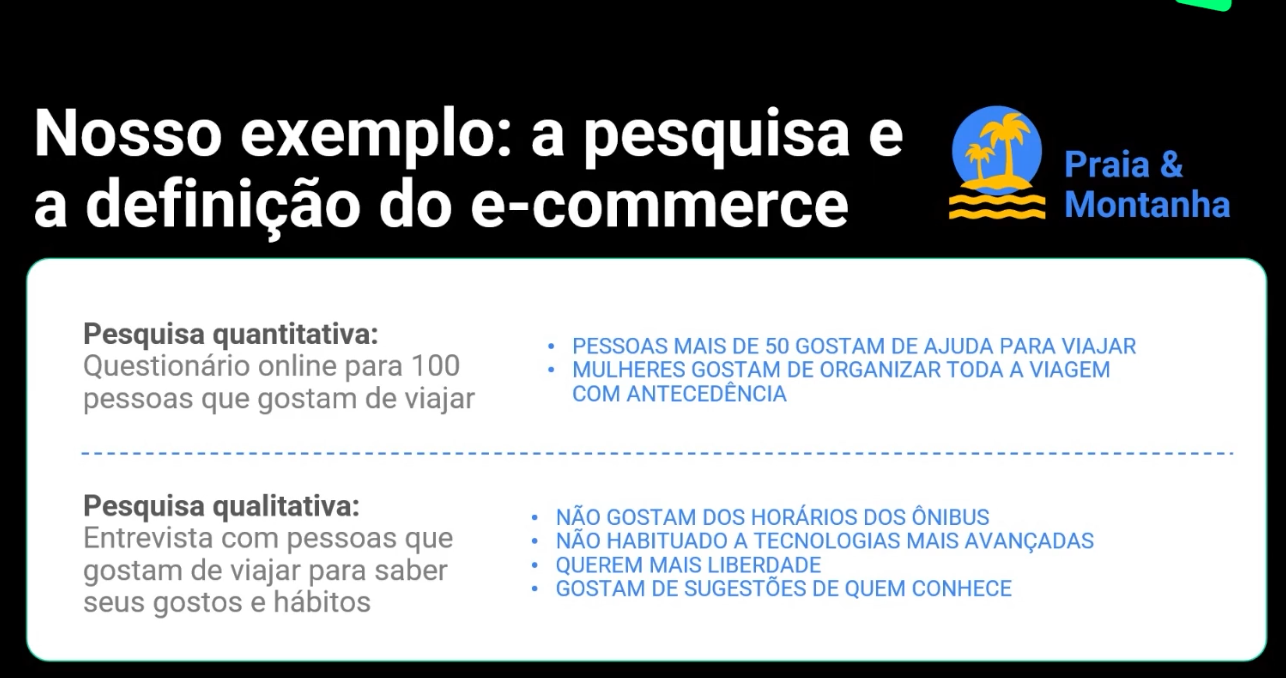 Nosso exemplo: a pesquisa e
a definição do e-commerce
Praia &
Montanha
Pesquisa quantitativa:
Questionário online para 100
pessoas que gostam de viajar
• PESSOAS MAIS DE 50 GOSTAM DE AJUDA PARA VIAJAR
• MULHERES GOSTAM DE ORGANIZAR TODA A VIAGEM
COM ANTECEDÊNCIA
Pesquisa qualitativa:
Entrevista com pessoas que
gostam de viajar para saber
seus gostos e hábitos
• NÃO GOSTAM DOS HORÁRIOS DOS ÔNIBUS
• NÃO HABITUADO A TECNOLOGIAS MAIS AVANÇADAS
• QUEREM MAIS LIBERDADE
• GOSTAM DE SUGESTÕES DE QUEM CONHECE